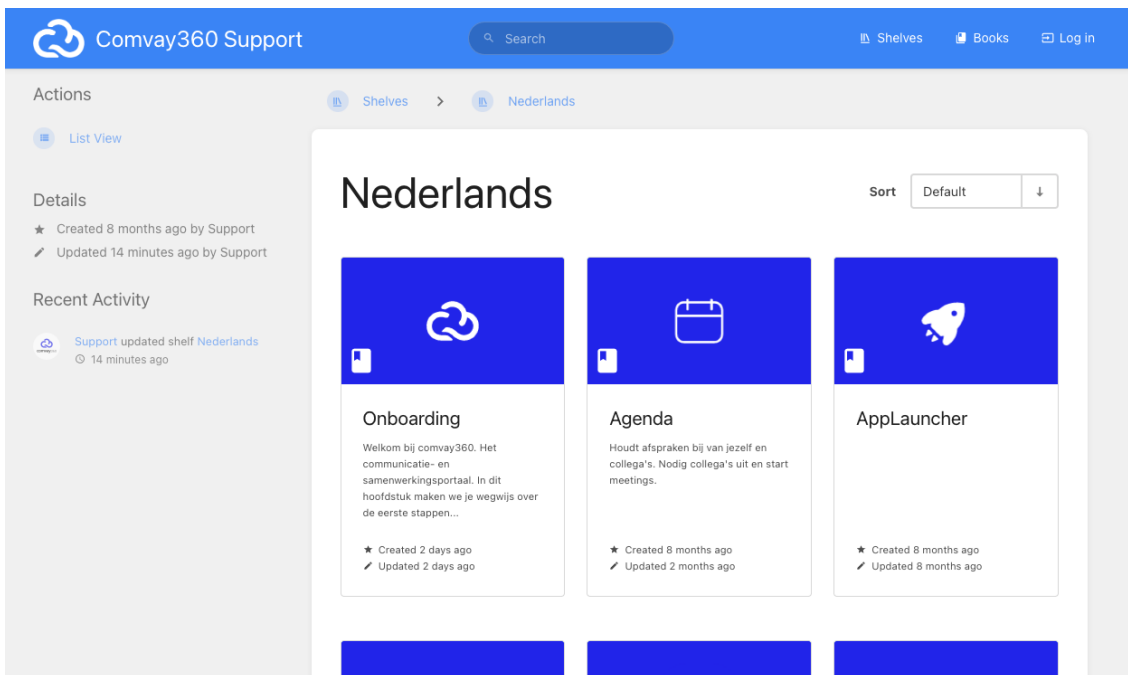 Comvay360 Support
Search
Shelves
Books
Log in
Actions
List View
Details
Created 8 months ago by Support
Updated 14 minutes ago by Support
Recent Activity
Support updated shelf Nederlands
14 minutes ago
Shelves > Nederlands
Nederlands
Sort
Default
Onboarding
Welkom bij comvay360. Het
communicatie- en
samenwerkingsportaal. In dit
hoofdstuk maken we je wegwijs over
de eerste stappen...
Created 2 days ago
Updated 2 days ago
Agenda
Houdt afspraken bij van jezelf en
collega's. Nodig collega's uit en start
meetings.
Created 8 months ago
Updated 2 months ago
AppLauncher
Created 8 months ago
Updated 8 months ago